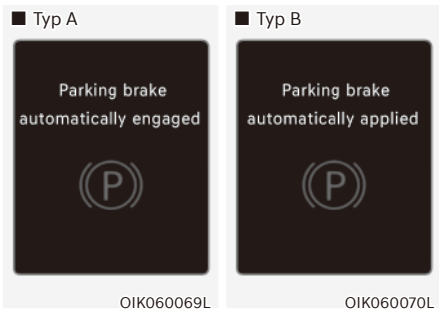 ■ Typ A
Parking brake
automatically engaged
P
OIK060069L
■ Typ B
Parking brake
automatically applied
P
OIK060070L